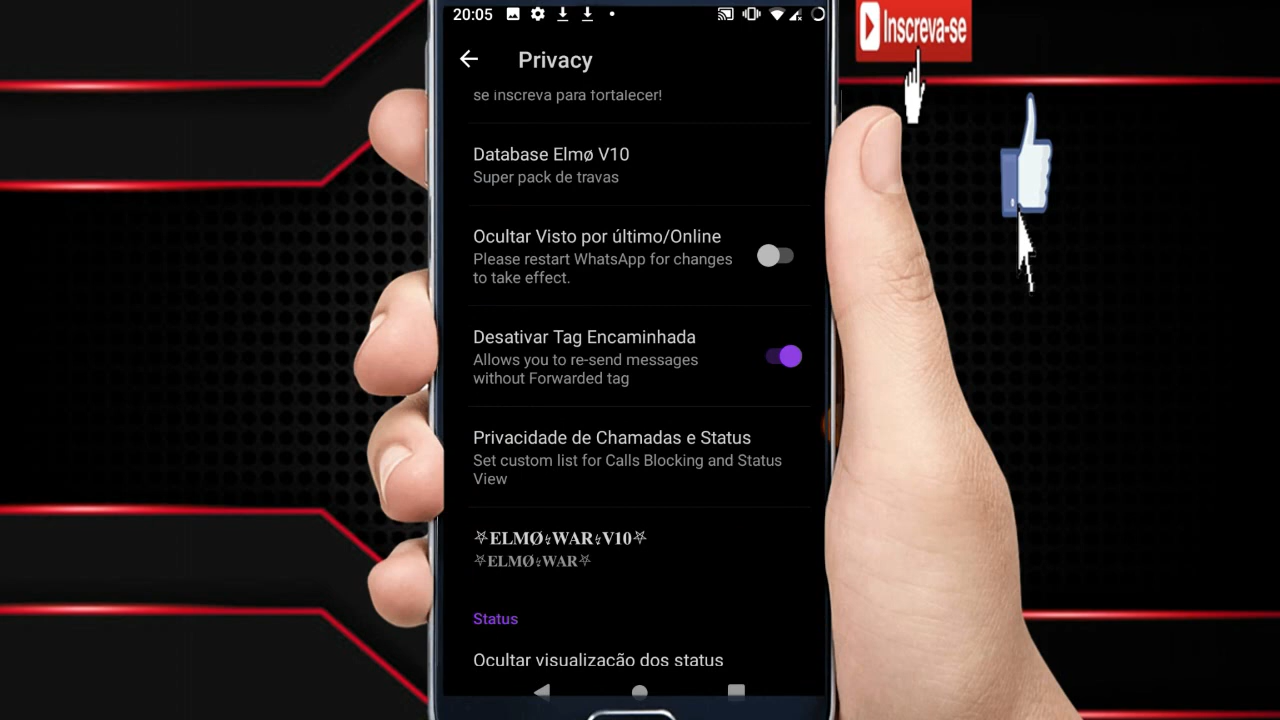 20:05
Inscreva-se
Privacy
se inscreva para fortalecer!
Database Elmø V10
Super pack de travas
Ocultar Visto por último/Online
Please restart WhatsApp for changes
to take effect.
Desativar Tag Encaminhada
Allows you to re-send messages
without Forwarded tag
Privacidade de Chamadas e Status
Set custom list for Calls Blocking and Status
View
⛧ELMØ⚡WAR⚡V10⛧
⛧ELMØ⚡WAR⛧
Status
Ocultar visualização dos status